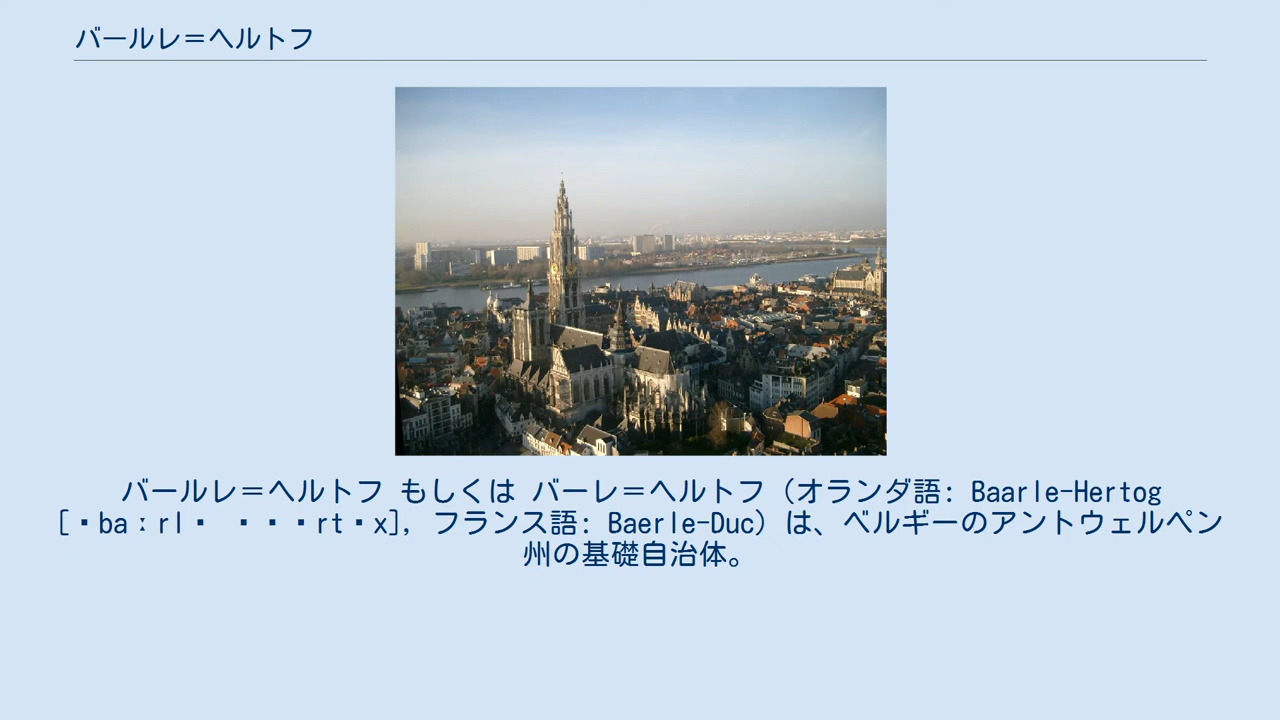 バールレ＝ヘルトフ
バールレ＝ヘルトフ もしくは バーレ＝ヘルトフ（オランダ語: Baarle-Hertog
[･baːrl･ ･･･rt･x], フランス語: Baerle-Duc）は、ベルギーのアントウェルペン
州の基礎自治体。